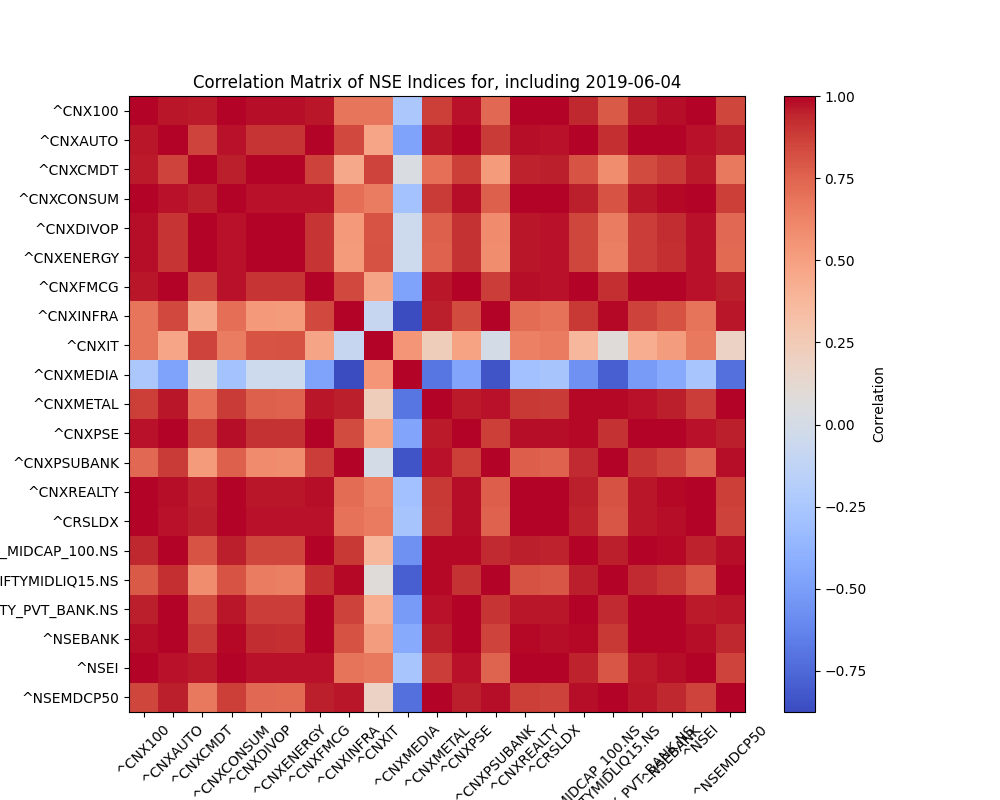 Correlation Matrix of NSE Indices for, including 2019-06-04
^CNX100
^CNXAUTO
^CNXCMDT
^CNXCONSUM
^CNXDIVOP
^CNXENERGY
^CNXFMCG
^CNXINFRA
^CNXIT
^CNXMEDIA
^CNXMETAL
^CNXPSE
^CNXPSUBANK
^CNXREALTY
^CRSLDX
_MIDCAP_100.NS
IFTYMIDLIQ15.NS
TY_PVT_BANK.NS
^NSEBANK
^NSEI
^NSEMDCP50
^CNX100
^CNXAUTO
^CNXCMDT
^CNXCONSUM
^CNXDIVOP
^CNXENERGY
^CNXFMCG
^CNXINFRA
^CNXIT
^CNXMEDIA
^CNXMETAL
^CNXPSE
^CNXPSUBANK
^CNXREALTY
^CRSLDX
MIDCAP_100.NS
TYMIDLIQ15.NS
PVT_BANK.NS
^NSEBANK
^NSEI
^NSEMDCP50
1.00
0.75
0.50
0.25
0.00
−0.25
−0.50
−0.75
Correlation